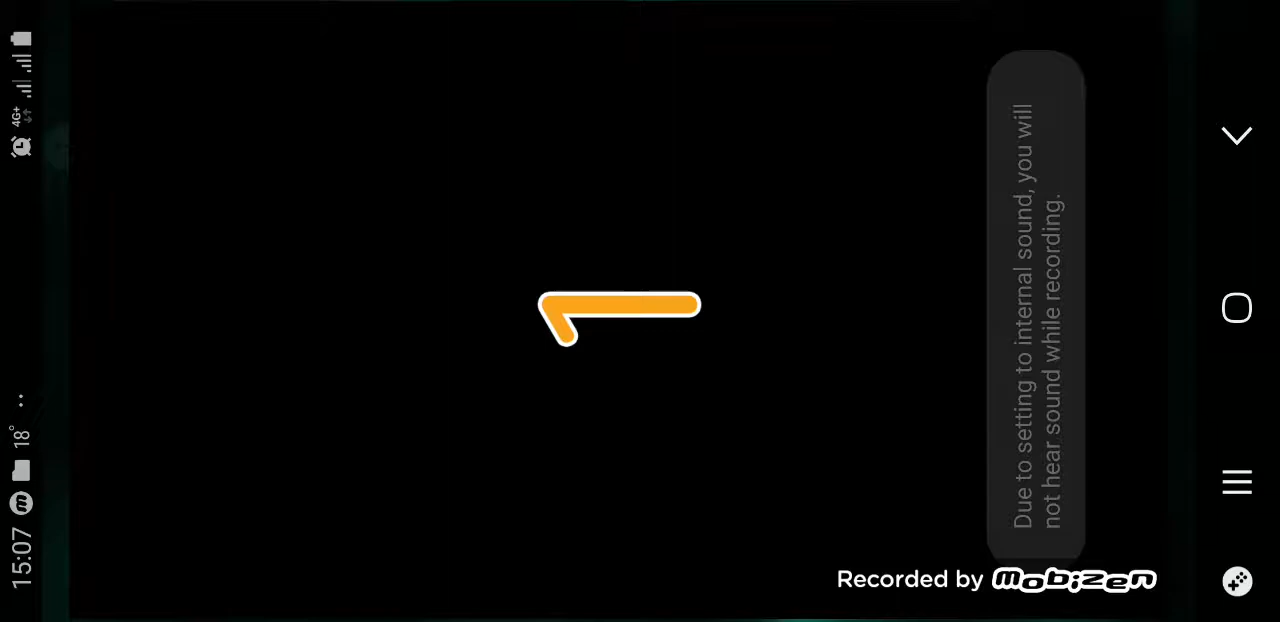 15:07 18°
4G+
1
Due to setting to internal sound, you will
not hear sound while recording.
Recorded by mobizen